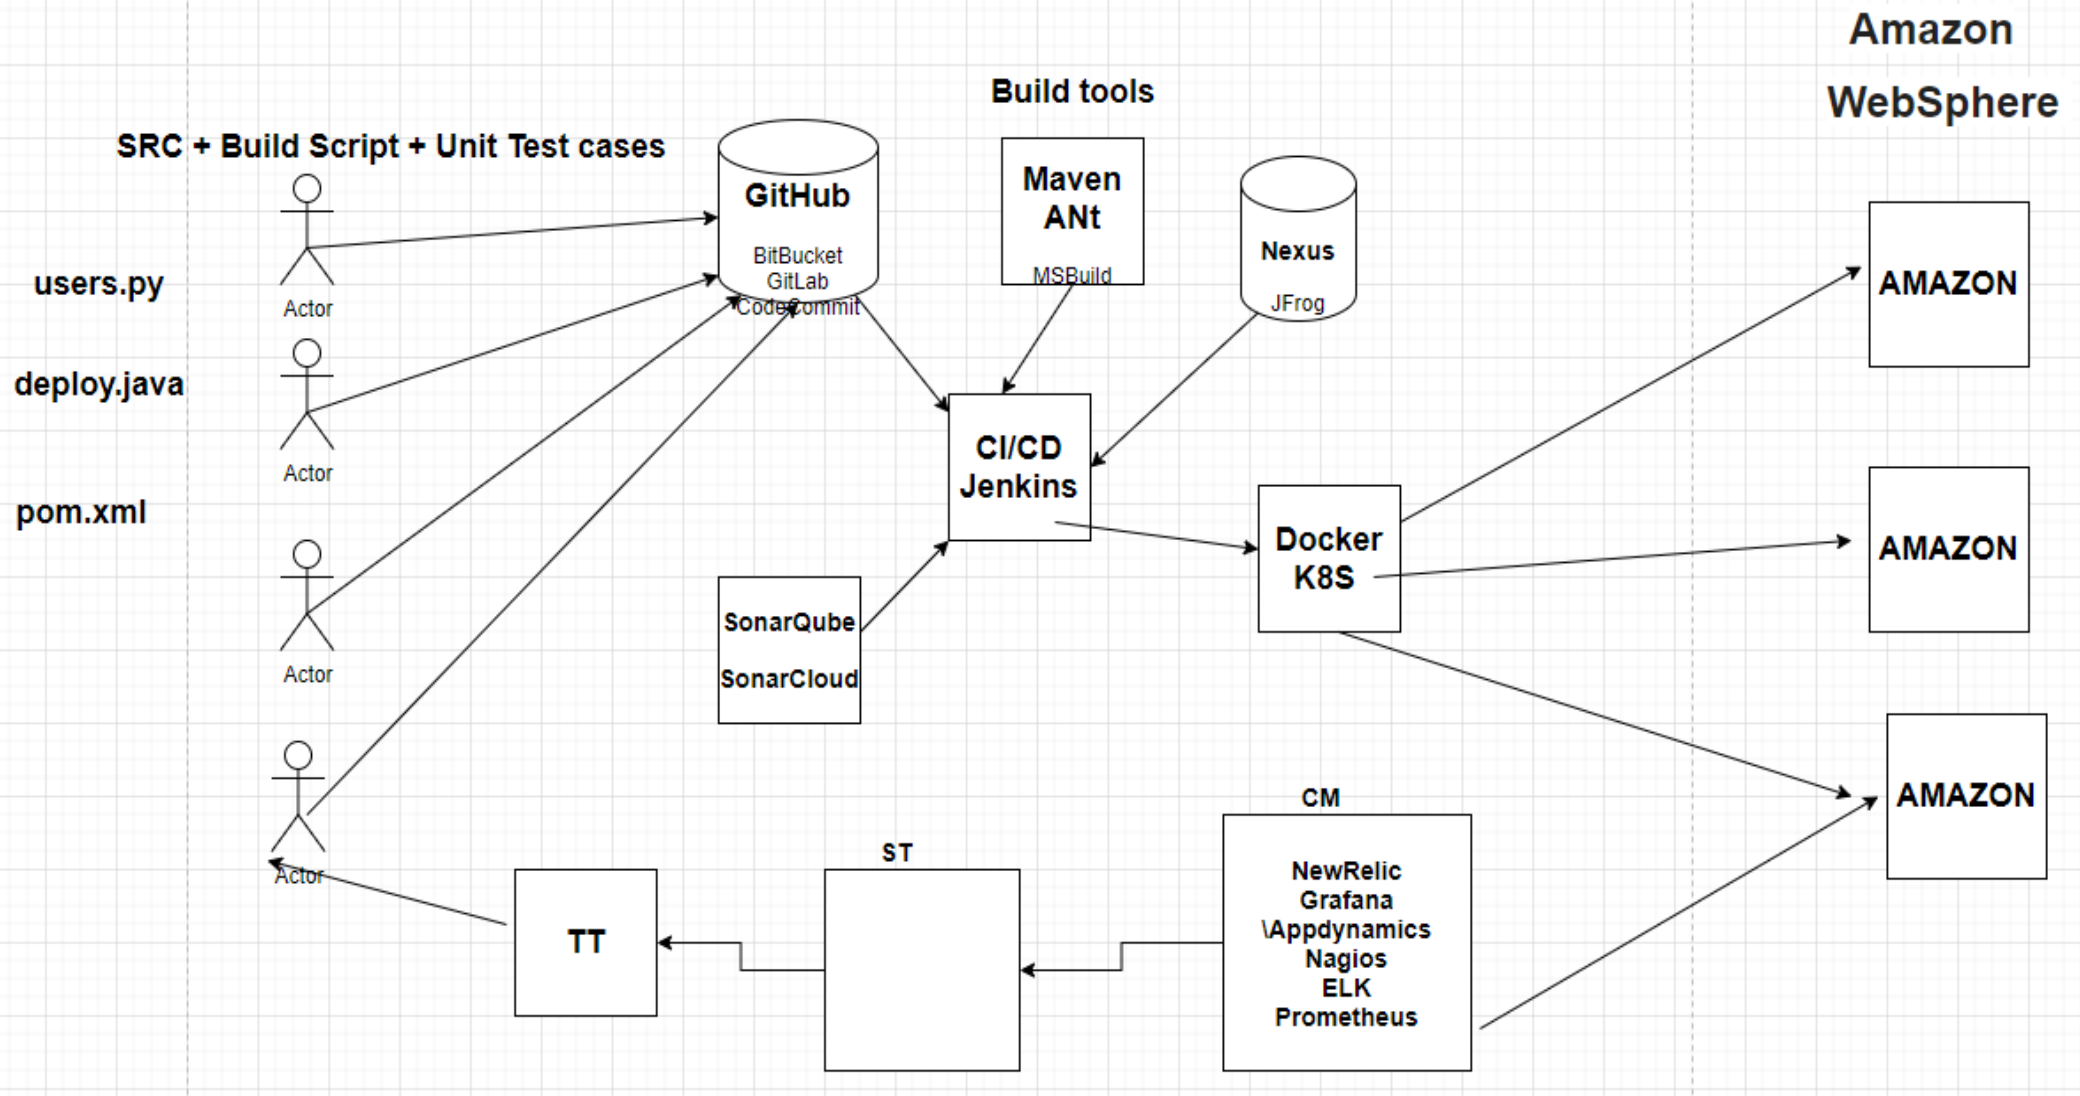 Amazon
WebSphere
Build tools
SRC + Build Script + Unit Test cases
GitHub
BitBucket
GitLab
CodeCommit
Maven
ANt
MSBuild
Nexus
JFrog
users.py
Actor
deploy.java
Actor
pom.xml
Actor
Actor
CI/CD
Jenkins
Docker
K8S
SonarQube
SonarCloud
AMAZON
AMAZON
AMAZON
CM
NewRelic
Grafana
\Appdynamics
Nagios
ELK
Prometheus
ST
TT